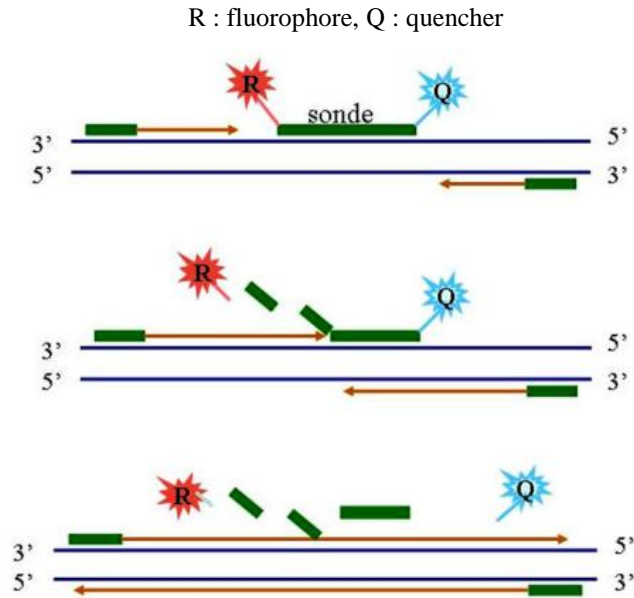 R : fluorophore, Q : quencher
R
Q
sonde
3’ 5’
5’ 3’
R
Q
3’ 5’
5’ 3’
R
Q
3’ 5’
5’ 3’